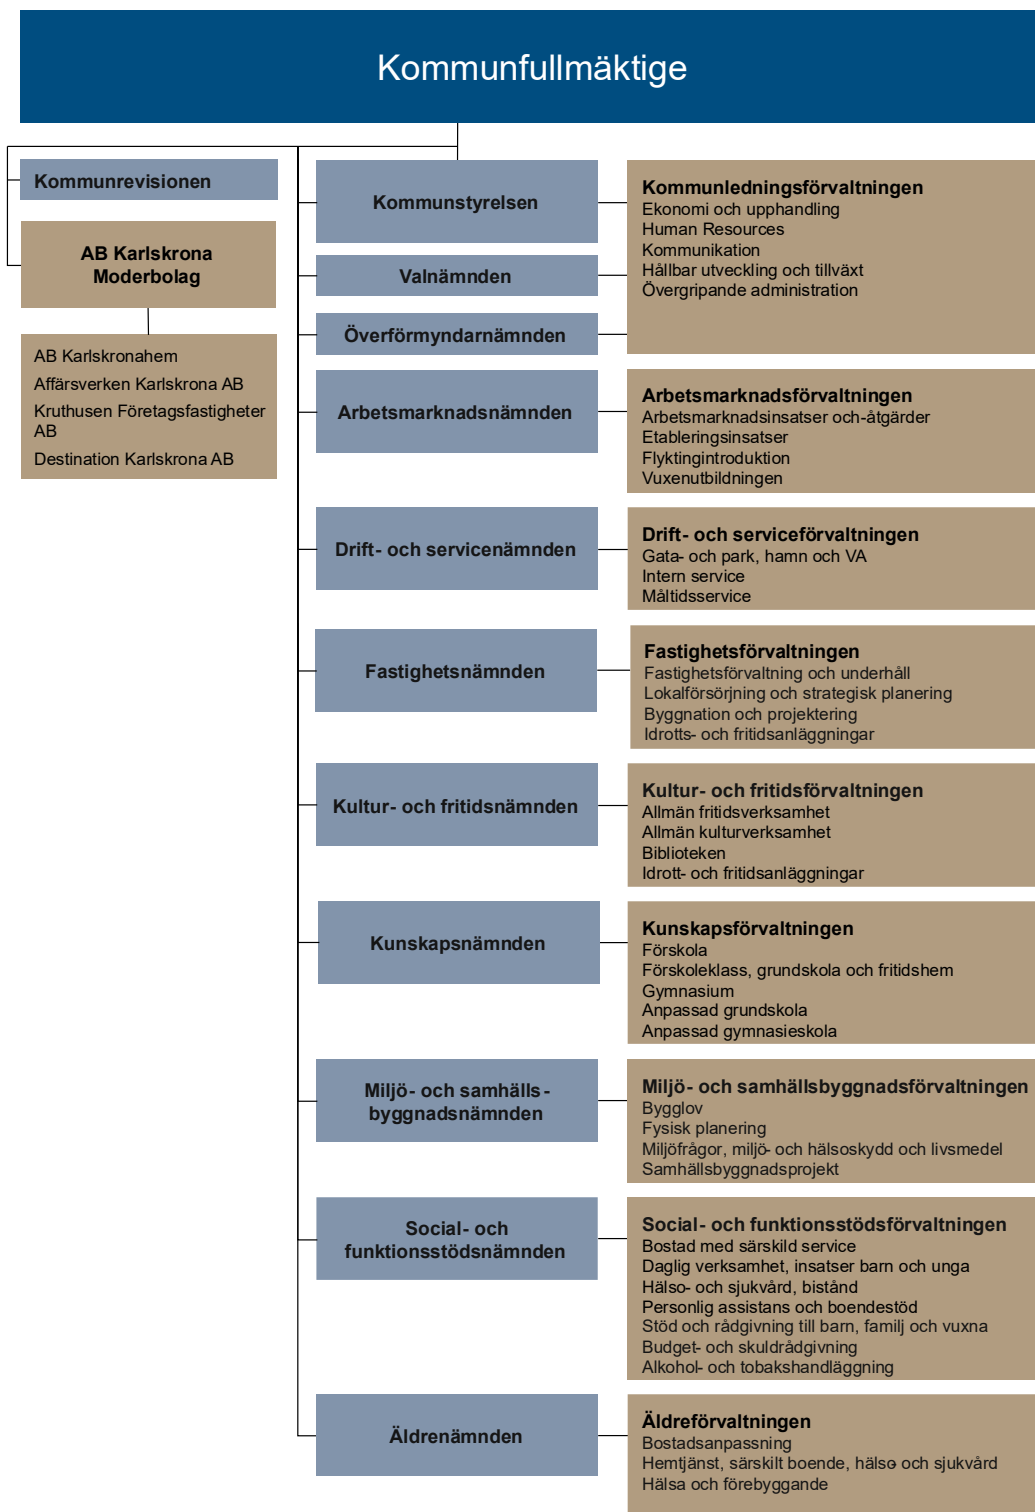 Kommunfullmäktige
Kommunrevisionen
AB Karlskrona
Moderbolag
AB Karlskronahem
Affärsverken Karlskrona AB
Kruthusen Företagsfastigheter
AB
Destination Karlskrona AB
Kommunstyrelsen
Valnämnden
Överförmyndarnämnden
Kommunledningsförvaltningen
Ekonomi och upphandling
Human Resources
Kommunikation
Hållbar utveckling och tillväxt
Övergripande administration
Arbetsmarknadsnämnden
Arbetsmarknadsförvaltningen
Arbetsmarknadsinsatser och-åtgärder
Etableringsinsatser
Flyktingintroduktion
Vuxenutbildningen
Drift- och servicenämnden
Drift- och serviceförvaltningen
Gata- och park, hamn och VA
Intern service
Måltidsservice
Fastighetsnämnden
Fastighetsförvaltningen
Fastighetsförvaltning och underhåll
Lokalförsörjning och strategisk planering
Byggnation och projektering
Idrotts- och fritidsanläggningar
Kultur- och fritidsnämnden
Kultur- och fritidsförvaltningen
Allmän fritidsverksamhet
Allmän kulturverksamhet
Biblioteken
Idrott- och fritidsanläggningar
Kunskapsnämnden
Kunskapsförvaltningen
Förskola
Förskoleklass, grundskola och fritidshem
Gymnasium
Anpassad grundskola
Anpassad gymnasieskola
Miljö- och samhälls-
byggnadsnämnden
Miljö- och samhällsbyggnadsförvaltningen
Bygglov
Fysisk planering
Miljöfrågor, miljö- och hälsoskydd och livsmedel
Samhällsbyggnadsprojekt
Social- och
funktionsstödsnämnden
Social- och funktionsstödsförvaltningen
Bostad med särskild service
Daglig verksamhet, insatser barn och unga
Hälso- och sjukvård, bistånd
Personlig assistans och boendestöd
Stöd och rådgivning till barn, familj och vuxna
Budget- och skuldrådgivning
Alkohol- och tobakshandläggning
Äldrenämnden
Äldreförvaltningen
Bostadsanpassning
Hemtjänst, särskilt boende, hälso- och sjukvård
Hälsa och förebyggande